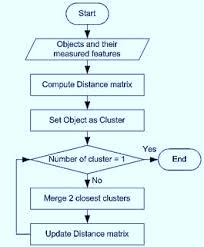 Start
Objects and their
measured features
Compute Distance matrix
Set Object as Cluster
Number of cluster = 1
Yes
End
No
Merge 2 closest clusters
Update Distance matrix